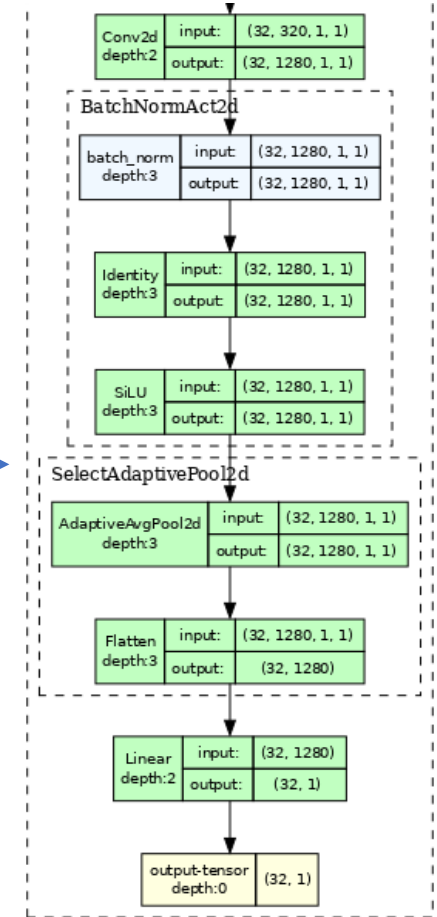 Conv2d
depth:2
input:
(32, 320, 1, 1)
output:
(32, 1280, 1, 1)
BatchNormAct2d
batch_norm
depth:3
input:
(32, 1280, 1, 1)
output:
(32, 1280, 1, 1)
Identity
depth:3
input:
(32, 1280, 1, 1)
output:
(32, 1280, 1, 1)
SiLU
depth:3
input:
(32, 1280, 1, 1)
output:
(32, 1280, 1, 1)
SelectAdaptivePool2d
AdaptiveAvgPool2d
depth:3
input:
(32, 1280, 1, 1)
output:
(32, 1280, 1, 1)
Flatten
depth:3
input:
(32, 1280, 1, 1)
output:
(32, 1280)
Linear
depth:2
input:
(32, 1280)
output:
(32, 1)
output-tensor
depth:0
(32, 1)